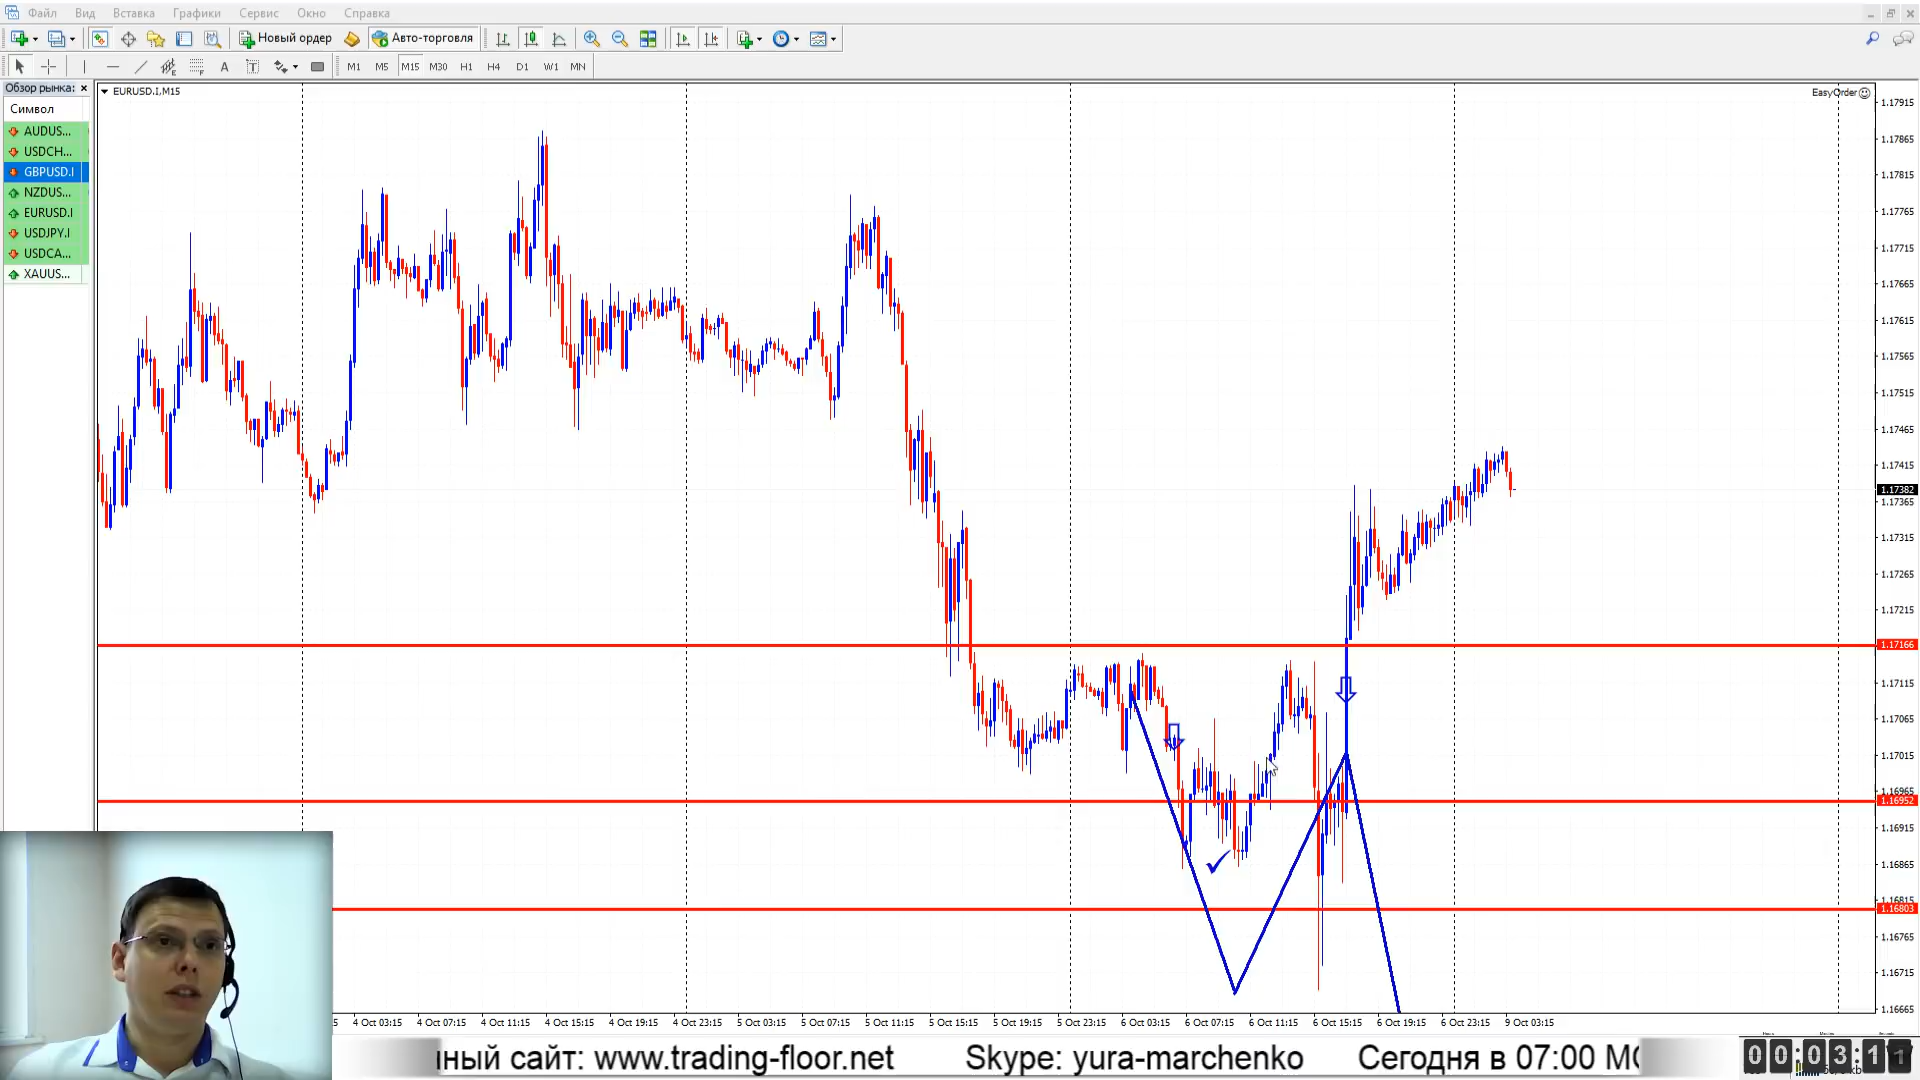 Файл Вид Вставка Графики Сервис Окно Справка
Новый ордер Авто-торговля
A T M1 M5 M15 M30 H1 H4 D1 W1 MN
Обзор рынка:
Символ
AUDUS...
USDCH...
GBPUSD.I
NZDUS...
EURUSD.I
USDJPY.I
USDCA...
XAUUS...
EURUSD.I,M15
EasyOrder
1.17915
1.17865
1.17815
1.17765
1.17715
1.17665
1.17615
1.17565
1.17515
1.17465
1.17415
1.17382
1.17365
1.17315
1.17265
1.17215
1.17166
1.17115
1.17065
1.17015
1.16965
1.16952
1.16915
1.16865
1.16815
1.16803
1.16765
1.16715
1.16665
4 Oct 03:15 4 Oct 07:15 4 Oct 11:15 4 Oct 15:15 4 Oct 19:15 4 Oct 23:15 5 Oct 03:15 5 Oct 07:15 5 Oct 11:15 5 Oct 15:15 5 Oct 19:15 5 Oct 23:15 6 Oct 03:15 6 Oct 07:15 6 Oct 11:15 6 Oct 15:15 6 Oct 19:15 6 Oct 23:15 9 Oct 03:15
ный сайт: www.trading-floor.net Skype: yura-marchenko Сегодня в 07:00
00:03:11